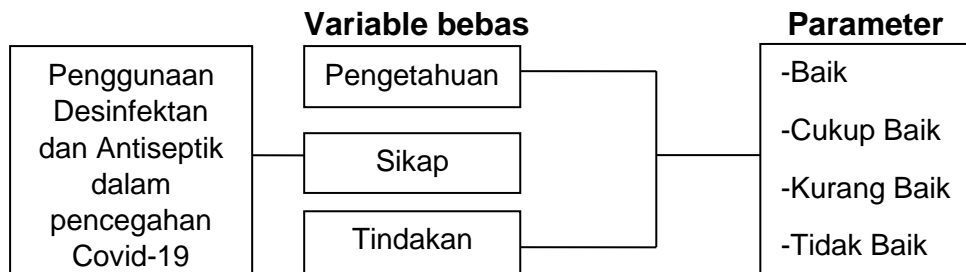 Variable bebas
Parameter
Penggunaan
Desinfektan
dan Antiseptik
dalam
pencegahan
Covid-19
Pengetahuan
Sikap
Tindakan
-Baik
-Cukup Baik
-Kurang Baik
-Tidak Baik